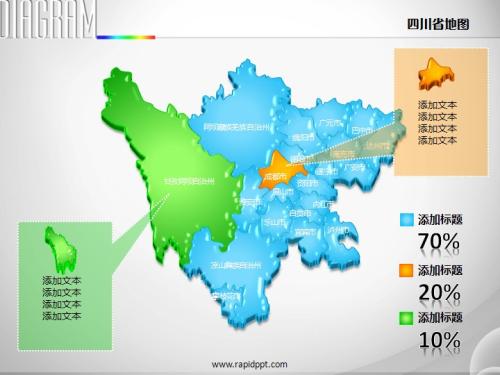 DIAGRAM
四川省地图
添加文本
添加文本
添加文本
添加文本
阿坝藏族羌族自治州
广元市
巴中市
绵阳市
达州市
南充市
德阳市
广安市
成都市
遂宁市
资阳市
甘孜藏族自治州
眉山市
雅安市
内江市
自贡市
乐山市
泸州市
宜宾市
凉山彝族自治州
攀枝花市
添加文本
添加文本
添加文本
添加文本
添加标题
70%
添加标题
20%
添加标题
10%
www.rapidppt.com